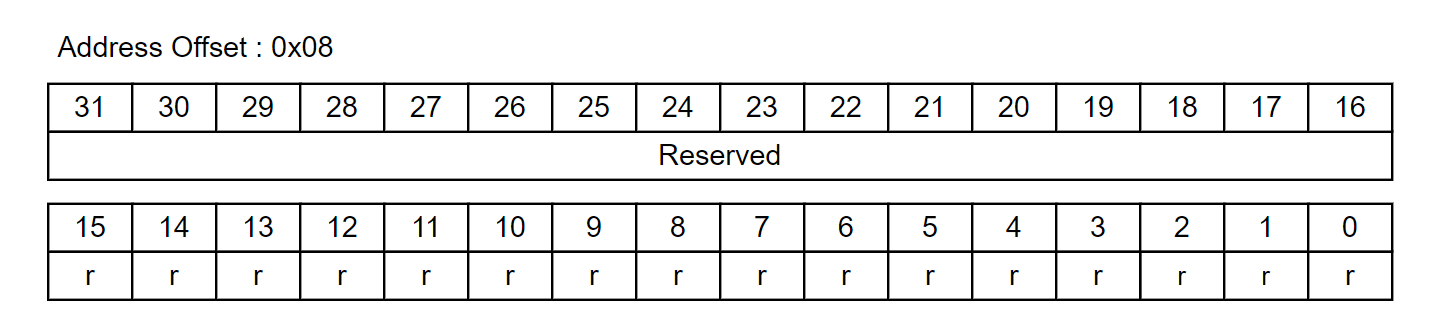 Address Offset : 0x08
31 30 29 28 27 26 25 24 23 22 21 20 19 18 17 16
Reserved
15 14 13 12 11 10 9 8 7 6 5 4 3 2 1 0
r r r r r r r r r r r r r r r r